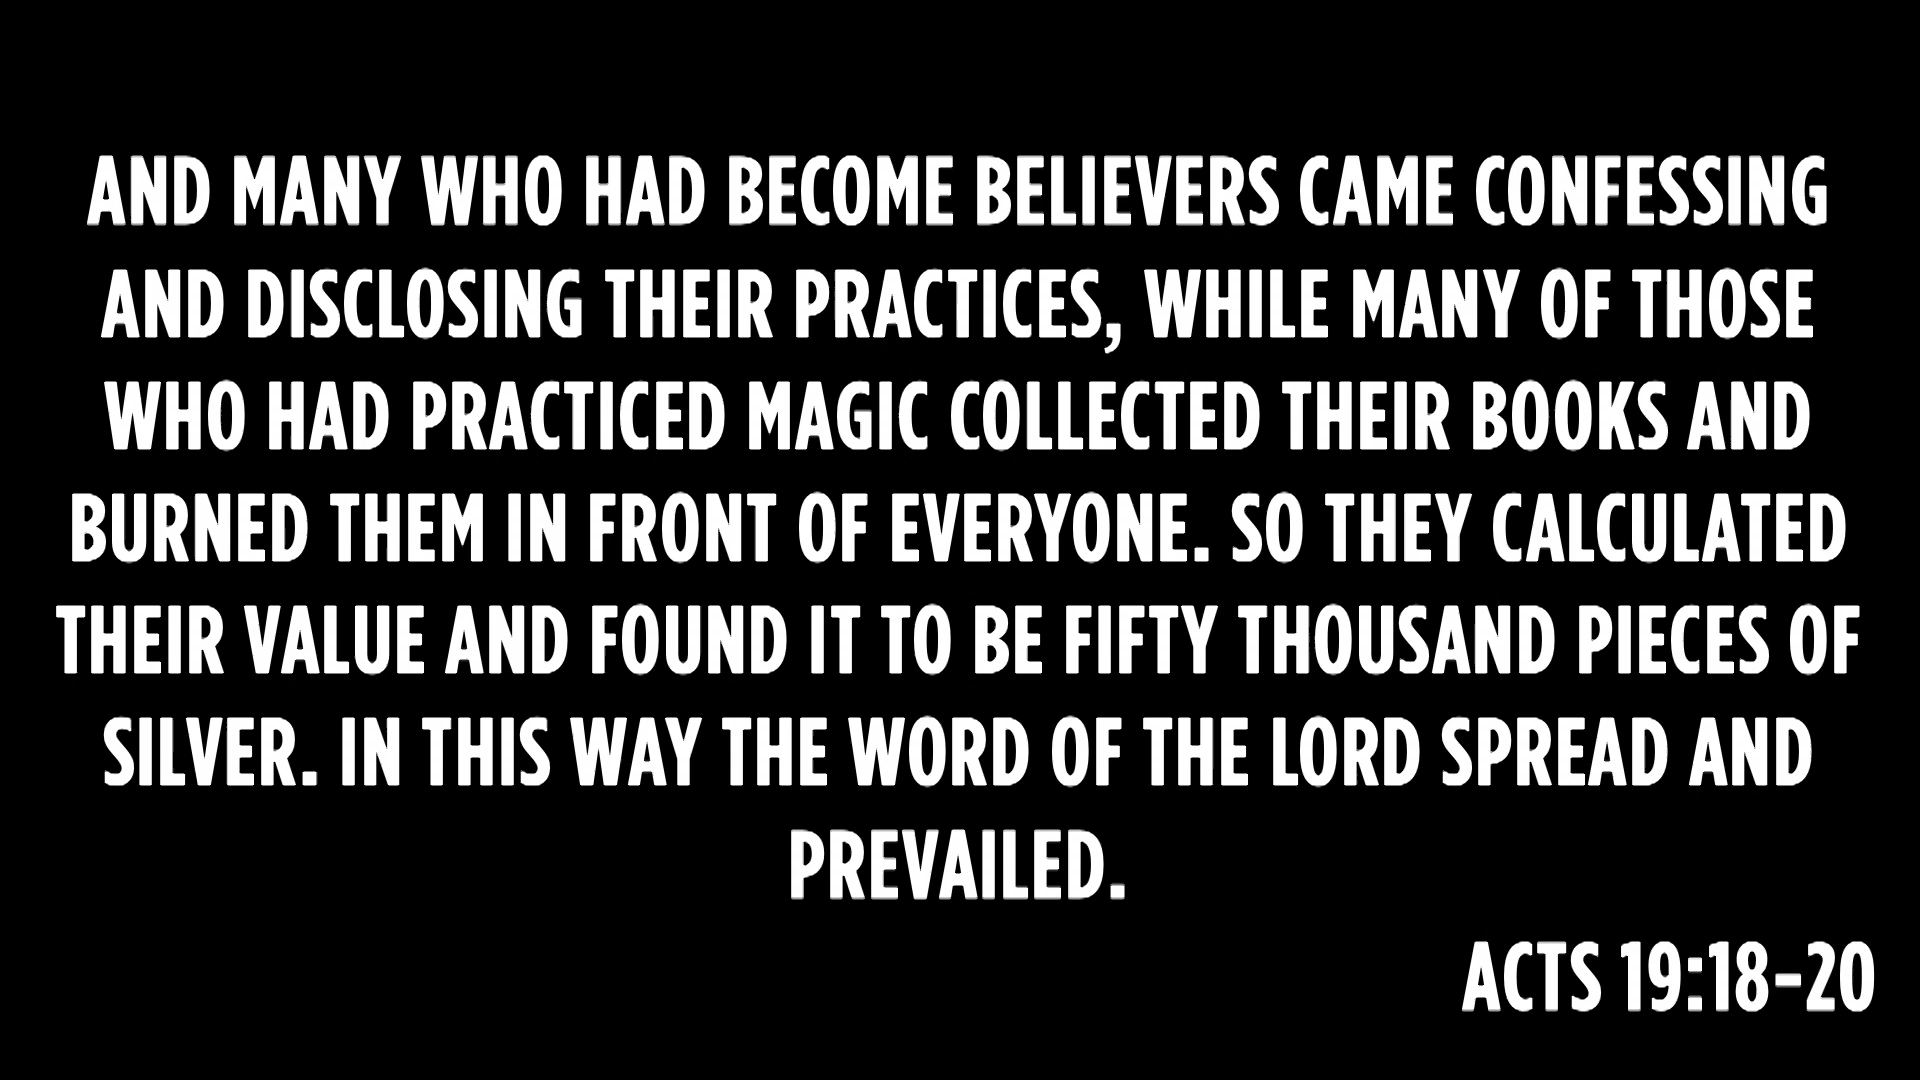 AND MANY WHO HAD BECOME BELIEVERS CAME CONFESSING
AND DISCLOSING THEIR PRACTICES, WHILE MANY OF THOSE
WHO HAD PRACTICED MAGIC COLLECTED THEIR BOOKS AND
BURNED THEM IN FRONT OF EVERYONE. SO THEY CALCULATED
THEIR VALUE AND FOUND IT TO BE FIFTY THOUSAND PIECES OF
SILVER. IN THIS WAY THE WORD OF THE LORD SPREAD AND
PREVAILED.
ACTS 19:18-20